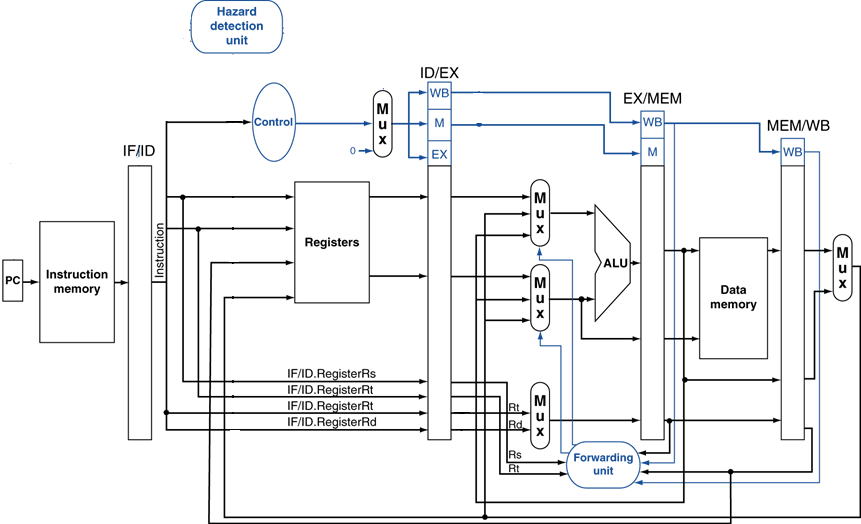 Hazard
detection
unit
ID/EX
WB
EX/MEM
Control
Mux
M
WB
MEM/WB
0
EX
M
WB
IF/ID
Instruction
Registers
Mux
Mux
ALU
PC
Instruction
memory
Mux
Data
memory
IF/ID.RegisterRs
IF/ID.RegisterRt
IF/ID.RegisterRt
IF/ID.RegisterRd
Rt
Rd
Mux
Rs
Rt
Forwarding
unit